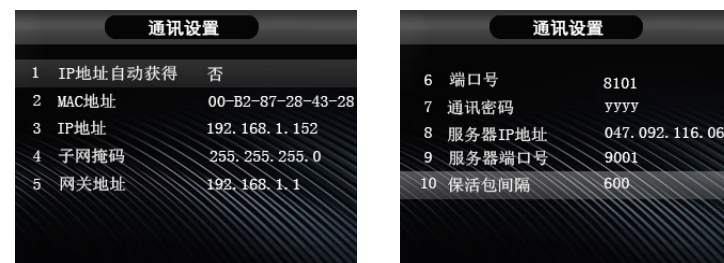 通讯设置
1 IP地址自动获得 否
2 MAC地址 00-B2-87-28-43-28
3 IP地址 192.168.1.152
4 子网掩码 255.255.255.0
5 网关地址 192.168.1.1
通讯设置
6 端口号 8101
7 通讯密码 yyyy
8 服务器IP地址 047.092.116.06
9 服务器端口号 9001
10 保活包间隔 600